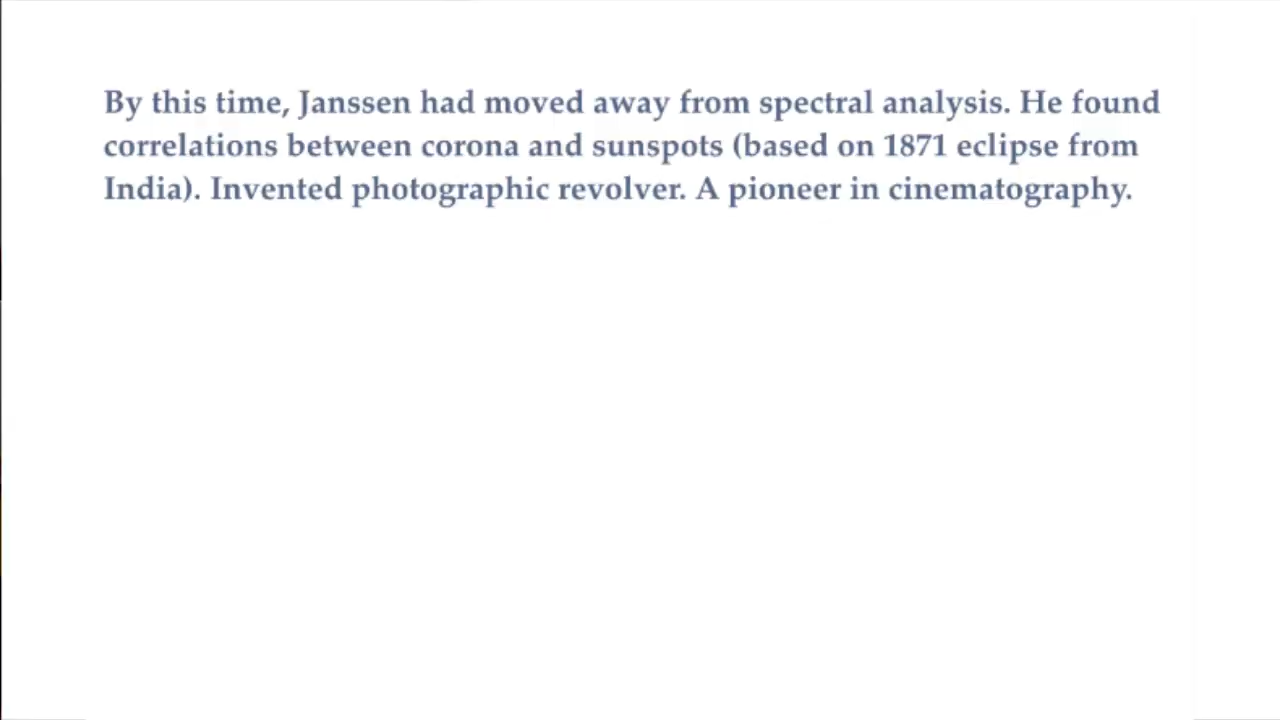 By this time, Janssen had moved away from spectral analysis. He found
correlations between corona and sunspots (based on 1871 eclipse from
India). Invented photographic revolver. A pioneer in cinematography.